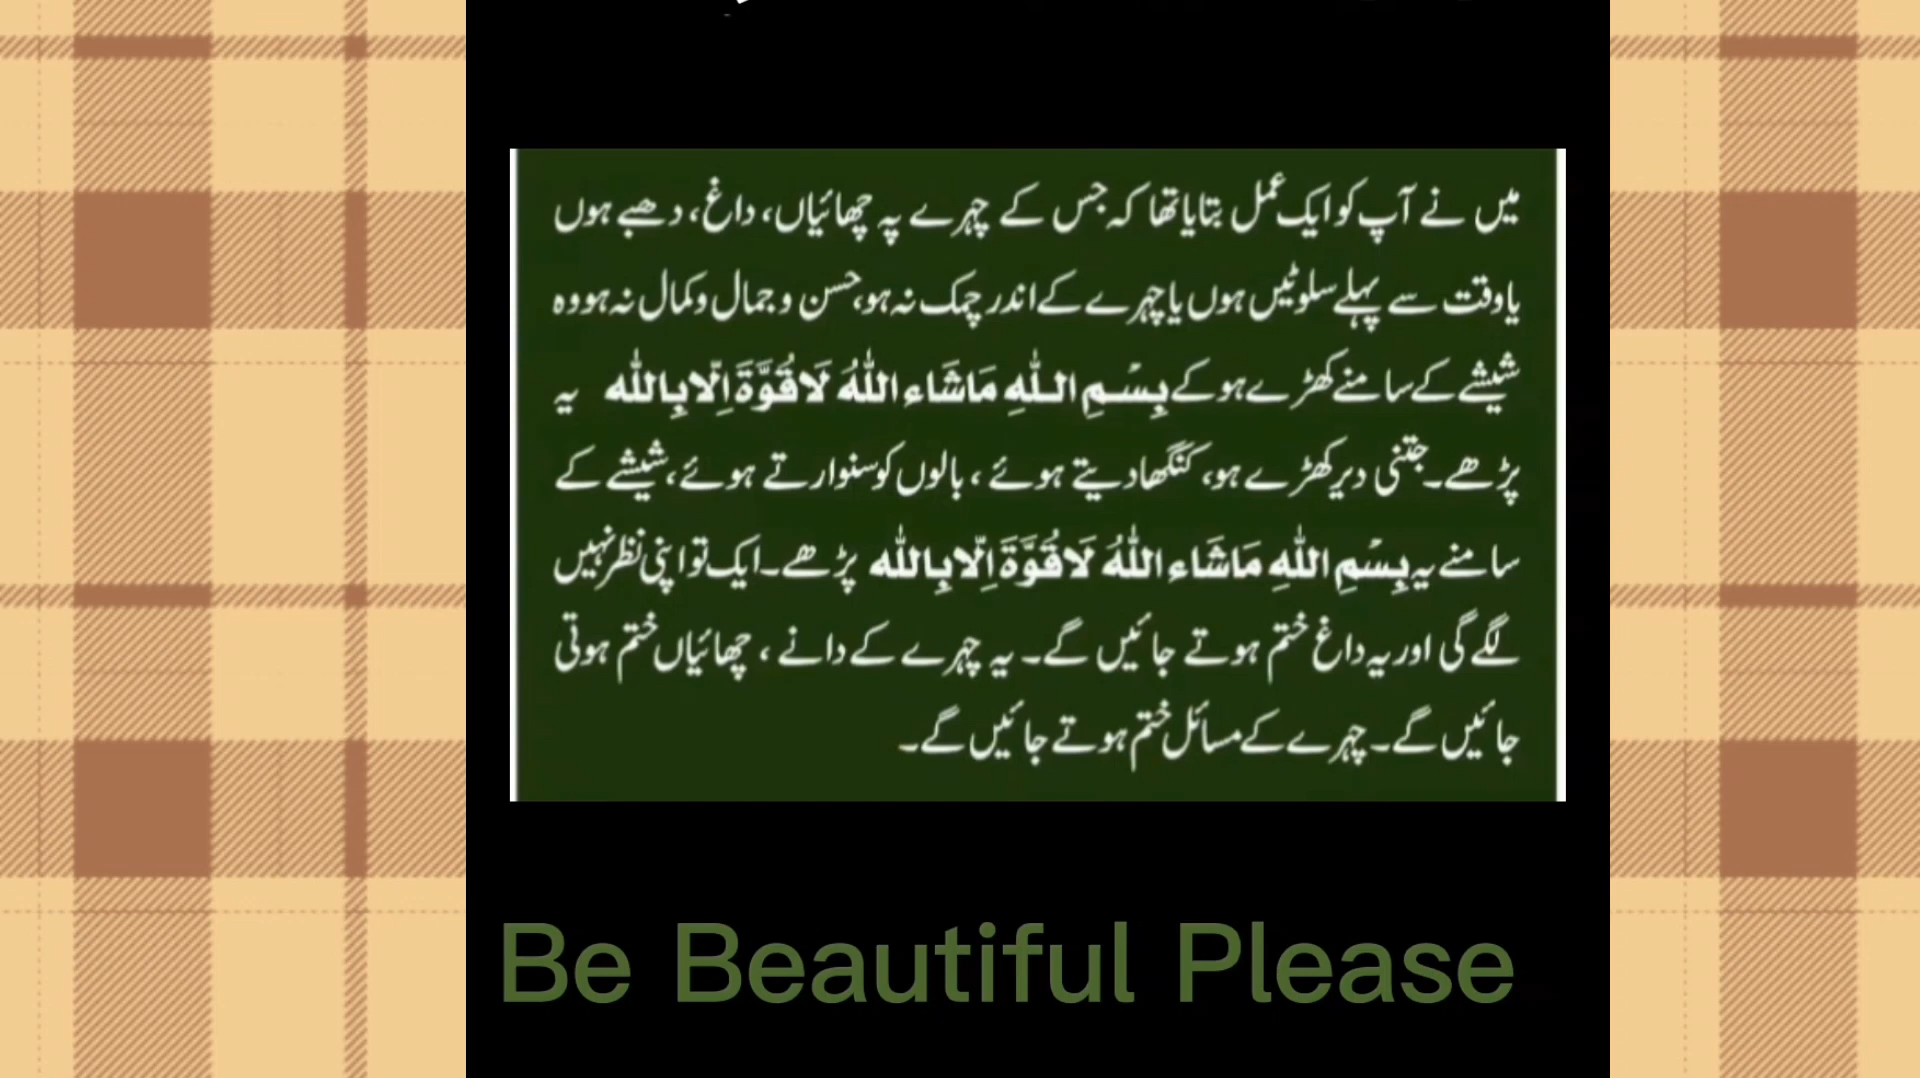 میں نے آپ کو ایک عمل بتایا تھا کہ جس کے چہرے پہ چھائیاں، داغ، دھبے ہوں
یا وقت سے پہلے سلوٹیں ہوں یا چہرے کے اندر چمک نہ ہو، حسن و جمال و کمال نہ ہو وہ
شیشے کے سامنے کھڑے ہو کے بِسْمِ اللّٰهِ مَاشَاءَ اللّٰهُ لَاقُوَّةَ اِلَّا بِاللّٰه یہ
پڑھے۔ جتنی دیر کھڑے ہو، کنگھا دیتے ہوئے، بالوں کو سنوارتے ہوئے، شیشے کے
سامنے یہ بِسْمِ اللّٰهِ مَاشَاءَ اللّٰهُ لَاقُوَّةَ اِلَّا بِاللّٰه پڑھے۔ ایک تو اپنی نظر نہیں
لگے گی اور یہ داغ ختم ہوتے جائیں گے۔ یہ چہرے کے دانے، چھائیاں ختم ہوتی
جائیں گے۔ چہرے کے مسائل ختم ہوتے جائیں گے۔
Be Beautiful Please